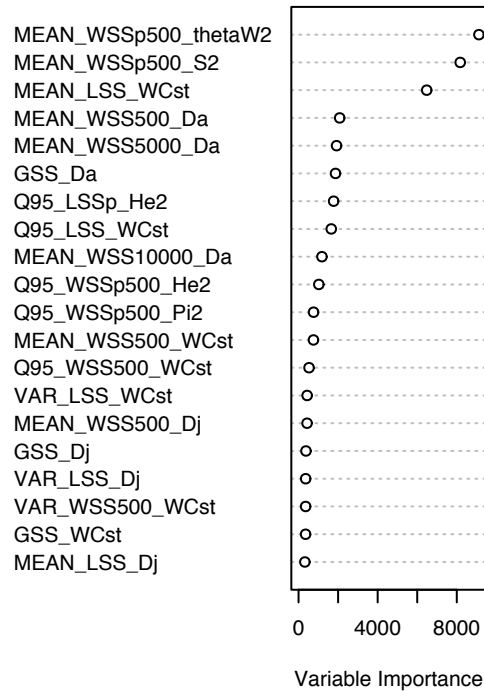 MEAN_WSSp500_thetaW2
MEAN_WSSp500_S2
MEAN_LSS_WCst
MEAN_WSS500_Da
MEAN_WSS5000_Da
GSS_Da
Q95_LSSp_He2
Q95_LSS_WCst
MEAN_WSS10000_Da
Q95_WSSp500_He2
Q95_WSSp500_Pi2
MEAN_WSS500_WCst
Q95_WSS500_WCst
VAR_LSS_WCst
MEAN_WSS500_Dj
GSS_Dj
VAR_LSS_Dj
VAR_WSS500_WCst
GSS_WCst
MEAN_LSS_Dj
0 4000 8000
Variable Importance